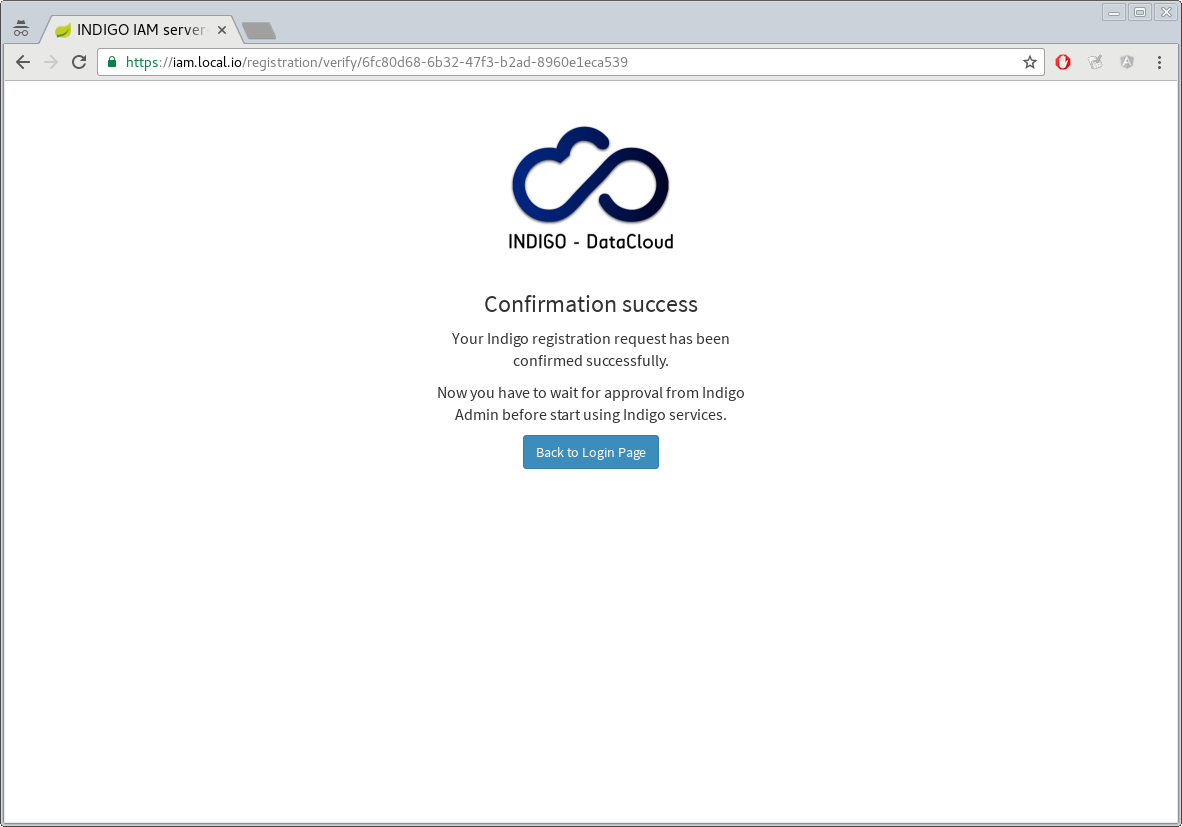 INDIGO IAM server
https://iam.local.io/registration/verify/6fc80d68-6b32-47f3-b2ad-8960e1eca539
INDIGO - DataCloud
Confirmation success
Your Indigo registration request has been
confirmed successfully.
Now you have to wait for approval from Indigo
Admin before start using Indigo services.
Back to Login Page